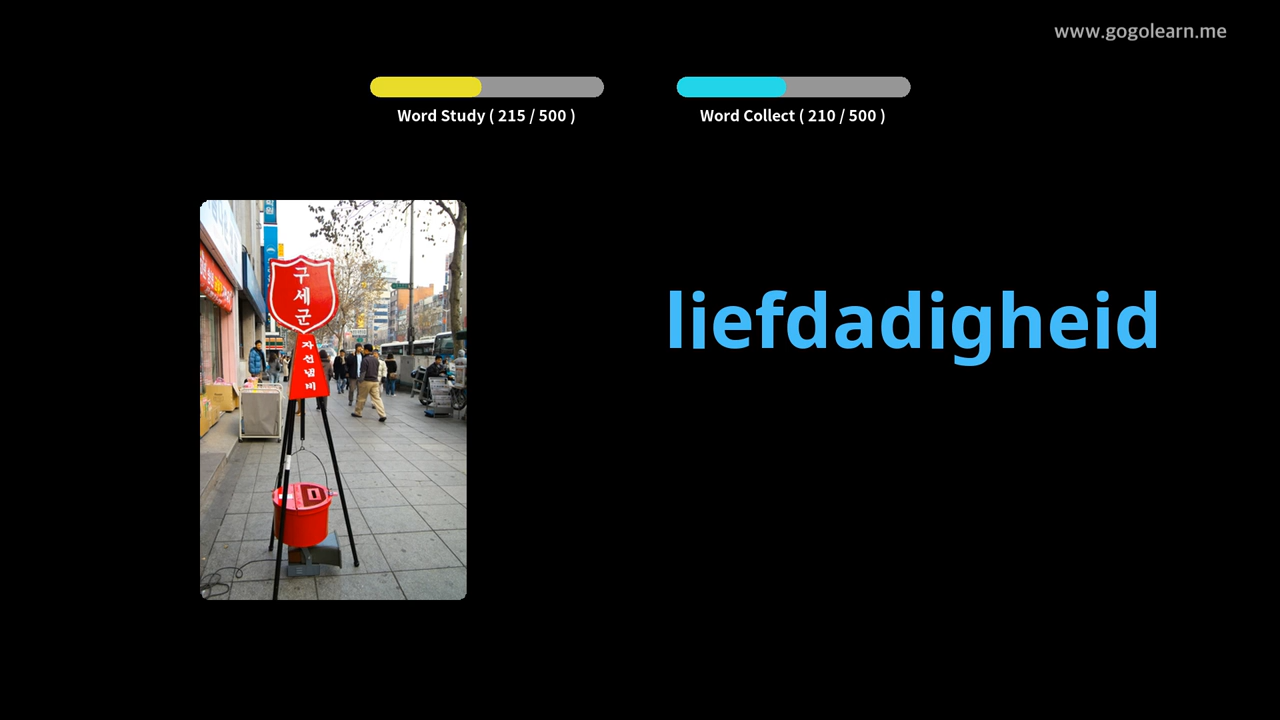 www.gogolearn.me
Word Study ( 215 / 500 )
Word Collect ( 210 / 500 )
liefdadigheid
구세군
자선냄비